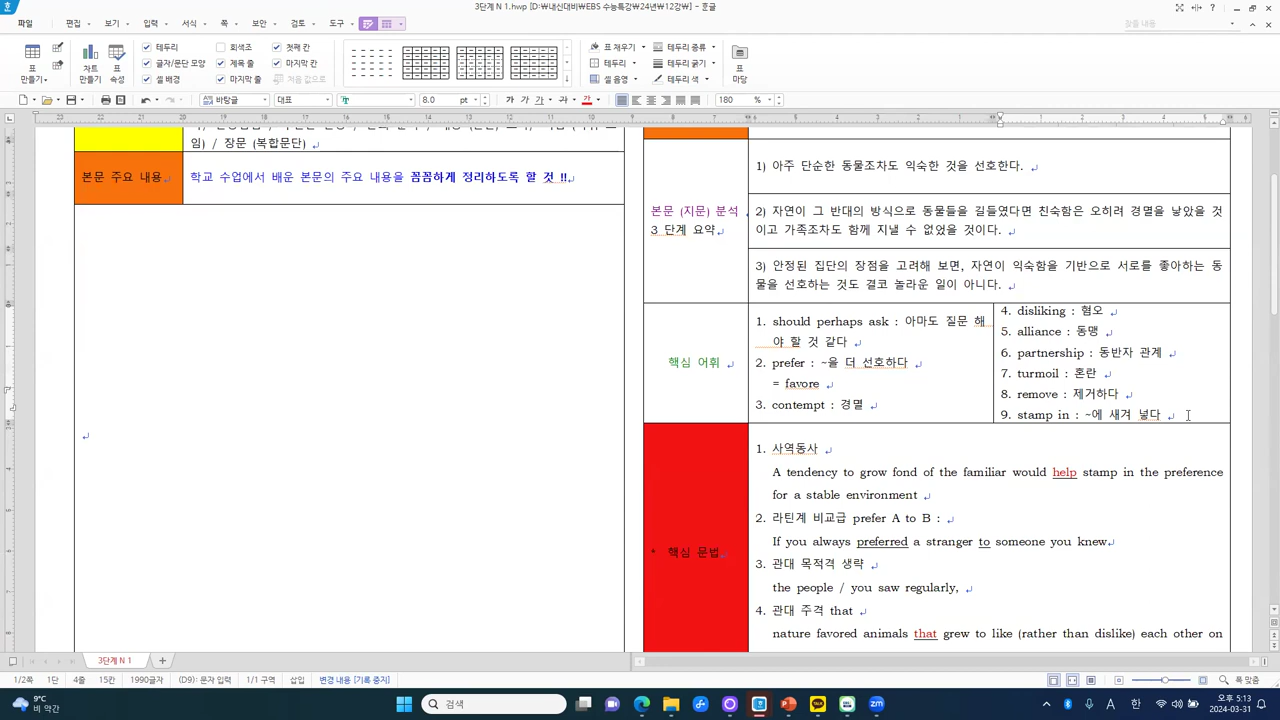 3단계 N 1.hwp [D:₩내신대비₩EBS 수능특강₩24년₩12강₩] - 훈글
파일 편집 보기 입력 서식 쪽 보안 검토 도구 찾을 내용
테두리 회색조 첫째 칸 표 채우기 테두리 종류
글자/문단 모양 제목 줄 마지막 칸 테두리 테두리 굵기
셀 배경 마지막 줄 처음 값으로 셀 음영 테두리 색
표 만들기 차트 만들기 표 속성 표 마당
바탕글 대표 8.0 pt 가 가 가 가 가 180 %
임) / 장문 (복합문단)
본문 주요 내용 학교 수업에서 배운 본문의 주요 내용을 꼼꼼하게 정리하도록 할 것 !!
본문 (지문) 분석
3 단계 요약
1) 아주 단순한 동물조차도 익숙한 것을 선호한다.
2) 자연이 그 반대의 방식으로 동물들을 길들였다면 친숙함은 오히려 경멸을 낳았을 것
이고 가족조차도 함께 지낼 수 없었을 것이다.
3) 안정된 집단의 장점을 고려해 보면, 자연이 익숙함을 기반으로 서로를 좋아하는 동
물을 선호하는 것도 결코 놀라운 일이 아니다.
핵심 어휘
1. should perhaps ask : 아마도 질문 해
야 할 것 같다
2. prefer : ~을 더 선호하다
= favore
3. contempt : 경멸
4. disliking : 혐오
5. alliance : 동맹
6. partnership : 동반자 관계
7. turmoil : 혼란
8. remove : 제거하다
9. stamp in : ~에 새겨 넣다
* 핵심 문법
1. 사역동사
A tendency to grow fond of the familiar would help stamp in the preference
for a stable environment
2. 라틴계 비교급 prefer A to B :
If you always preferred a stranger to someone you knew
3. 관대 목적격 생략
the people / you saw regularly,
4. 관대 주격 that
nature favored animals that grew to like (rather than dislike) each other on
3단계 N 1
1/2쪽 1단 4줄 15칸 1990글자 (D9): 문자 입력 1/1 구역 삽입 변경 내용 [기록 중지] 폭 맞춤
9°C
비 약간
검색
A 한
오후 5:13
2024-03-31